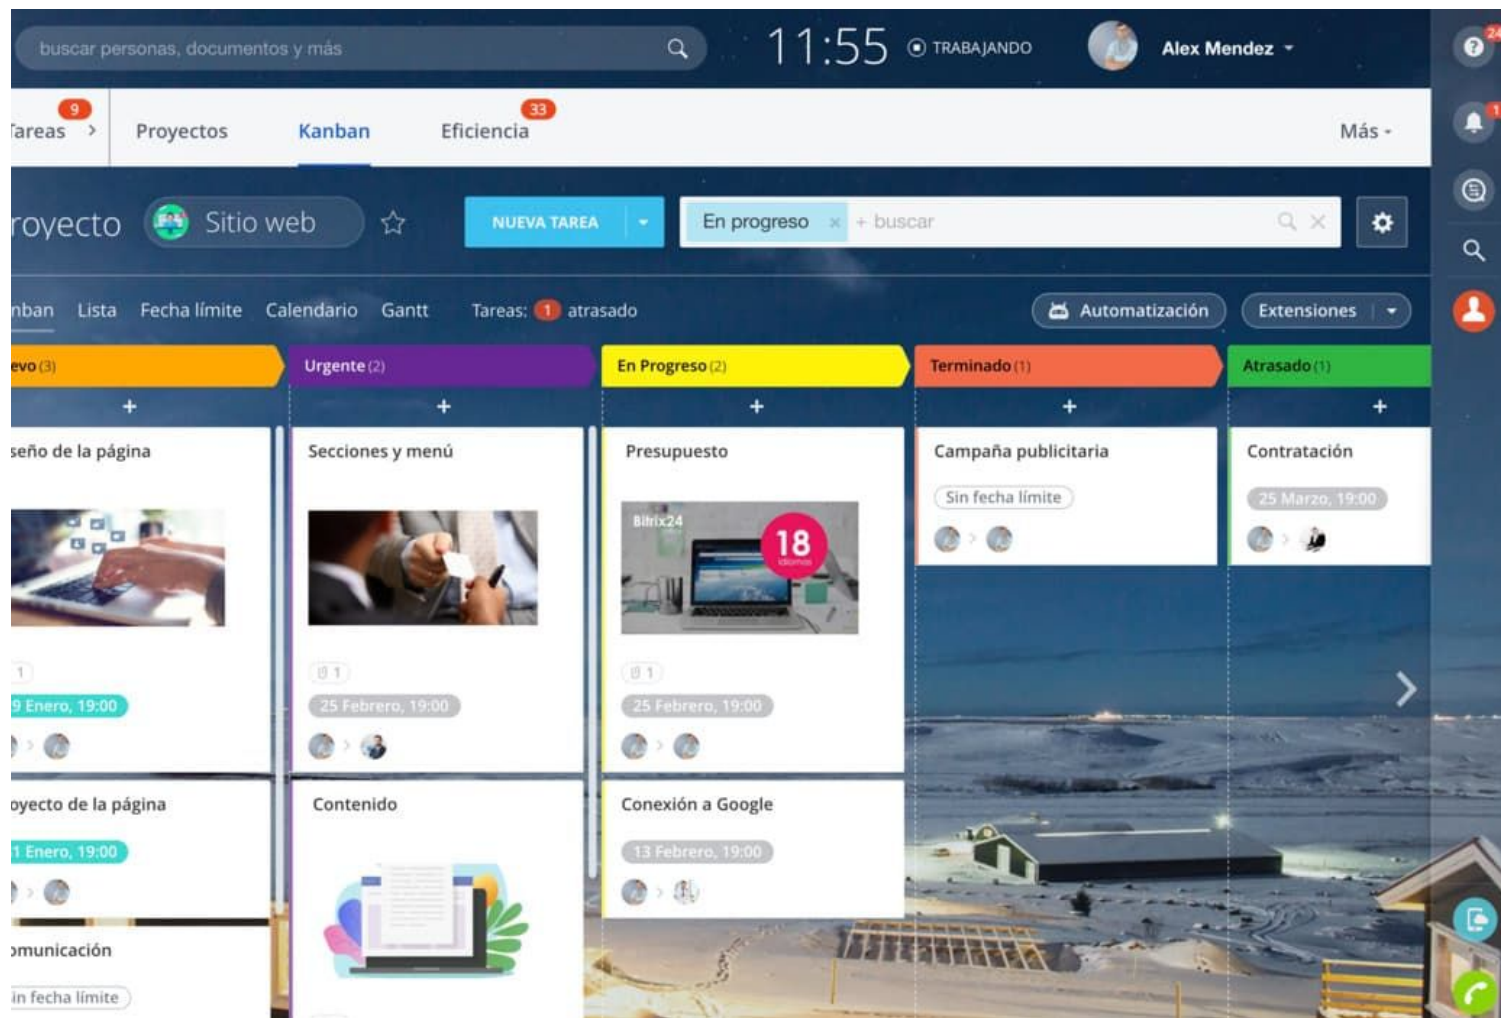 buscar personas, documentos y más
11:55 TRABAJANDO
Alex Mendez
24
areas 9
Proyectos
Kanban
Eficiencia 33
Más
1
royecto
Sitio web
NUEVA TAREA
En progreso × + buscar
nban
Lista
Fecha límite
Calendario
Gantt
Tareas: 1 atrasado
Automatización
Extensiones
evo (3)
Urgente (2)
En Progreso (2)
Terminado (1)
Atrasado (1)
seño de la página
1
9 Enero, 19:00
oyecto de la página
1 Enero, 19:00
omunicación
in fecha límite
Secciones y menú
1
25 Febrero, 19:00
Contenido
Presupuesto
Bitrix24
18
idiomas
1
25 Febrero, 19:00
Conexión a Google
13 Febrero, 19:00
Campaña publicitaria
Sin fecha límite
Contratación
25 Marzo, 19:00